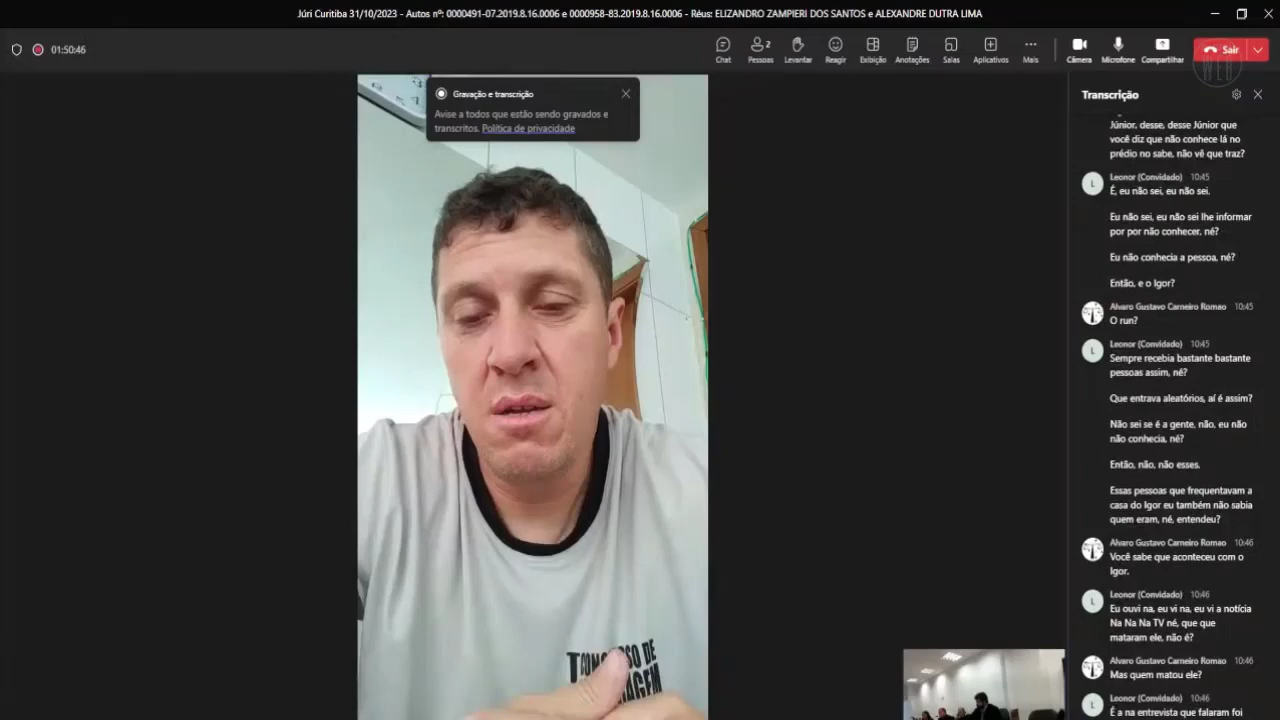 Júri Curitiba 31/10/2023 - Autos nº: 0000491-07.2019.8.16.0006 e 0000958-83.2019.8.16.0006 - Réus: ELIZANDRO ZAMPIERI DOS SANTOS e ALEXANDRE DUTRA LIMA
01:50:46
Chat
Pessoas
2
Levantar
Reagir
Exibição
Anotações
Salas
Aplicativos
Mais
Câmera
Microfone
Compartilhar
Sair
WEB
Gravação e transcrição
Avise a todos que estão sendo gravados e
transcritos. Política de privacidade
Transcrição
Júnior, desse, desse Júnior que
você diz que não conhece lá no
prédio no sabe, não vê que traz?
L
Leonor (Convidado) 10:45
É, eu não sei, eu não sei.
Eu não sei, eu não sei lhe informar
por por não conhecer, né?
Eu não conhecia a pessoa, né?
Então, e o Igor?
Alvaro Gustavo Carneiro Romao 10:45
O run?
L
Leonor (Convidado) 10:45
Sempre recebia bastante bastante
pessoas assim, né?
Que entrava aleatórios, aí é assim?
Não sei se é a gente, não, eu não
não conhecia, né?
Então, não, não esses.
Essas pessoas que frequentavam a
casa do Igor eu também não sabia
quem eram, né, entendeu?
Alvaro Gustavo Carneiro Romao 10:46
Você sabe que aconteceu com o
Igor.
L
Leonor (Convidado) 10:46
Eu ouvi na, eu vi na, eu vi a notícia
Na Na Na TV né, que que
mataram ele, não é?
Alvaro Gustavo Carneiro Romao 10:46
Mas quem matou ele?
L
Leonor (Convidado) 10:46
É a na entrevista que falaram foi